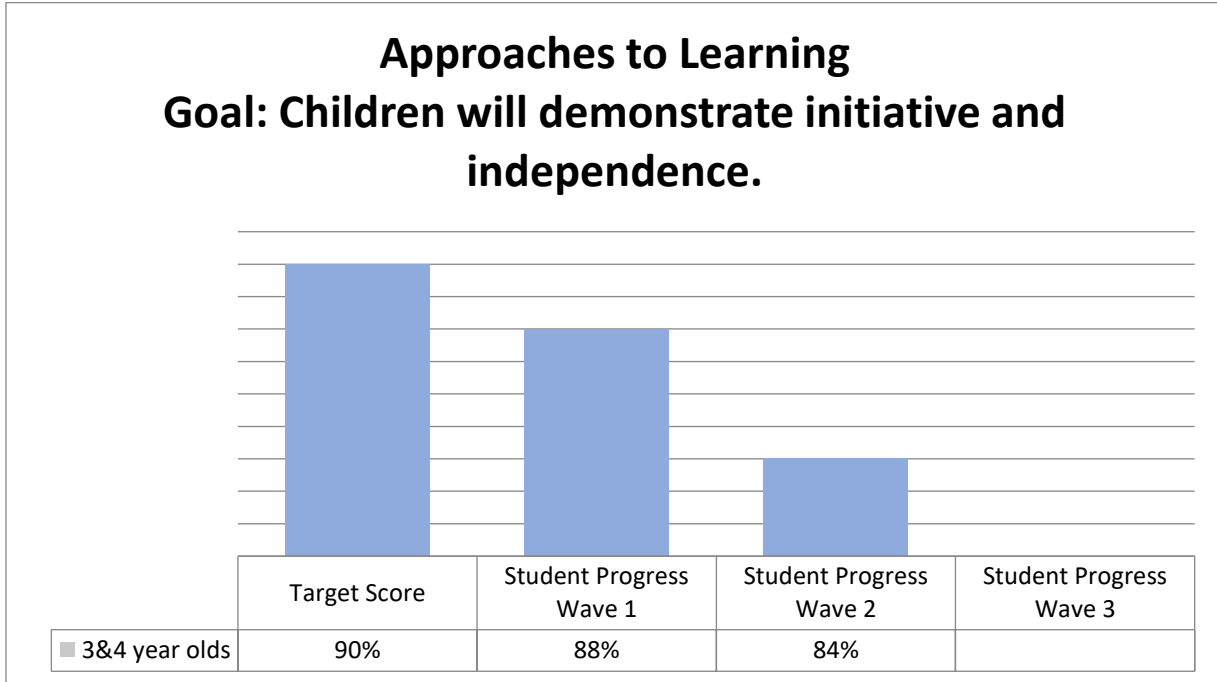 Approaches to Learning
Goal: Children will demonstrate initiative and
independence.
Target Score
Student Progress
Wave 1
Student Progress
Wave 2
Student Progress
Wave 3
3&4 year olds
90%
88%
84%